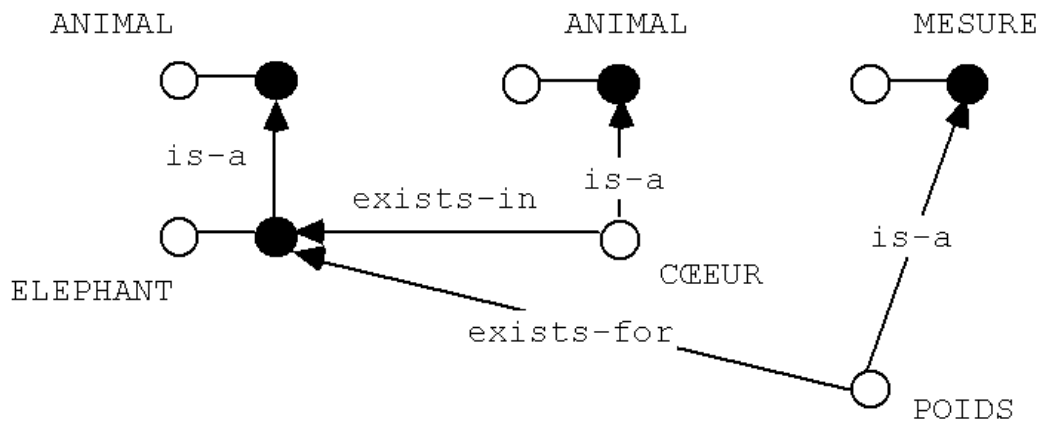 ANIMAL ANIMAL MESURE
is-a
exists-in
is-a
is-a
ELEPHANT
CŒEUR
exists-for
POIDS